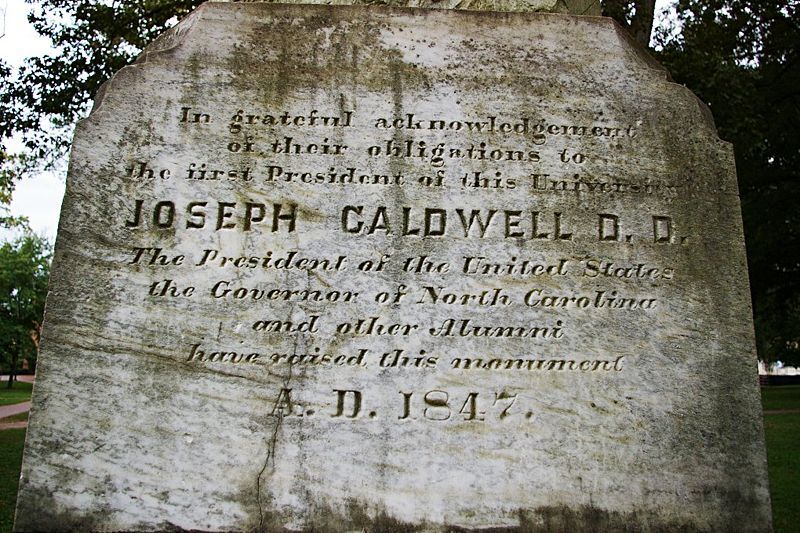 In grateful acknowledgement
of their obligations to
the first President of this University
JOSEPH CALDWELL D. D.
The President of the United States
the Governor of North Carolina
and other Alumni
have raised this monument
A. D. 1847.